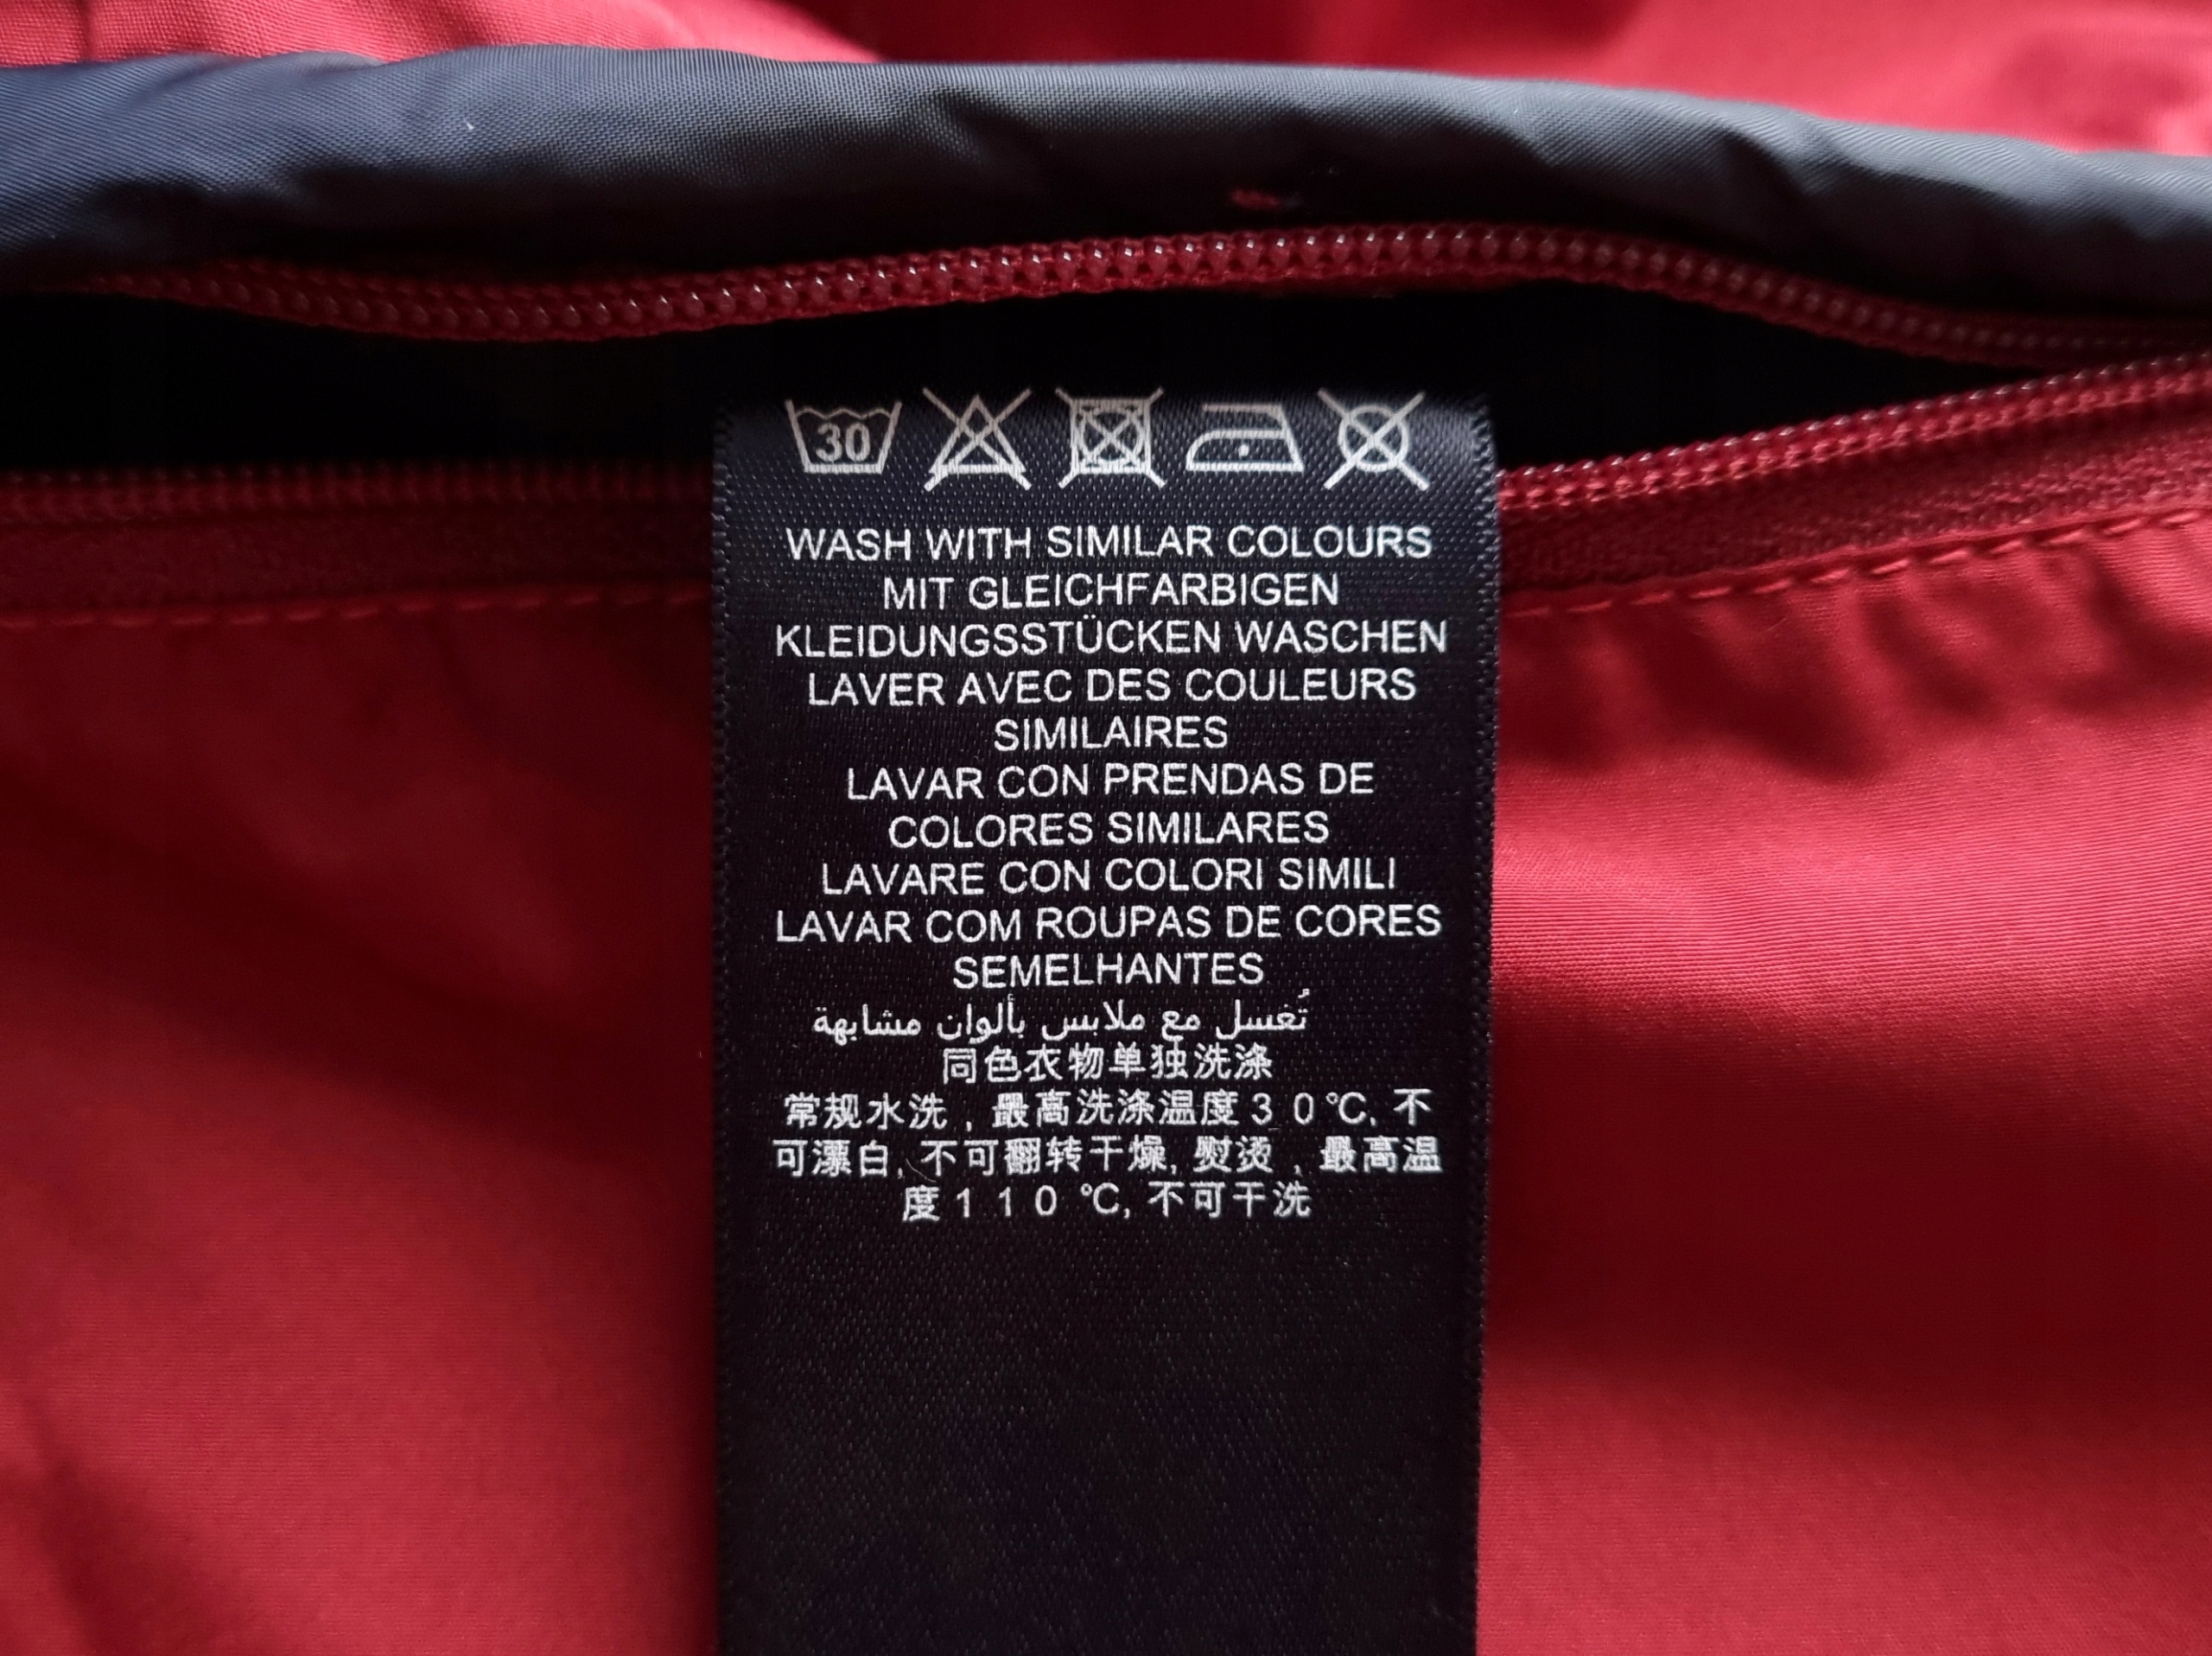 30
WASH WITH SIMILAR COLOURS
MIT GLEICHFARBIGEN
KLEIDUNGSSTÜCKEN WASCHEN
LAVER AVEC DES COULEURS
SIMILAIRES
LAVAR CON PRENDAS DE
COLORES SIMILARES
LAVARE CON COLORI SIMILI
LAVAR COM ROUPAS DE CORES
SEMELHANTES
تُغسل مع ملابس بألوان مشابهة
同色衣物单独洗涤
常规水洗，最高洗涤温度３０℃, 不
可漂白, 不可翻转干燥, 熨烫，最高温
度１１０℃, 不可干洗